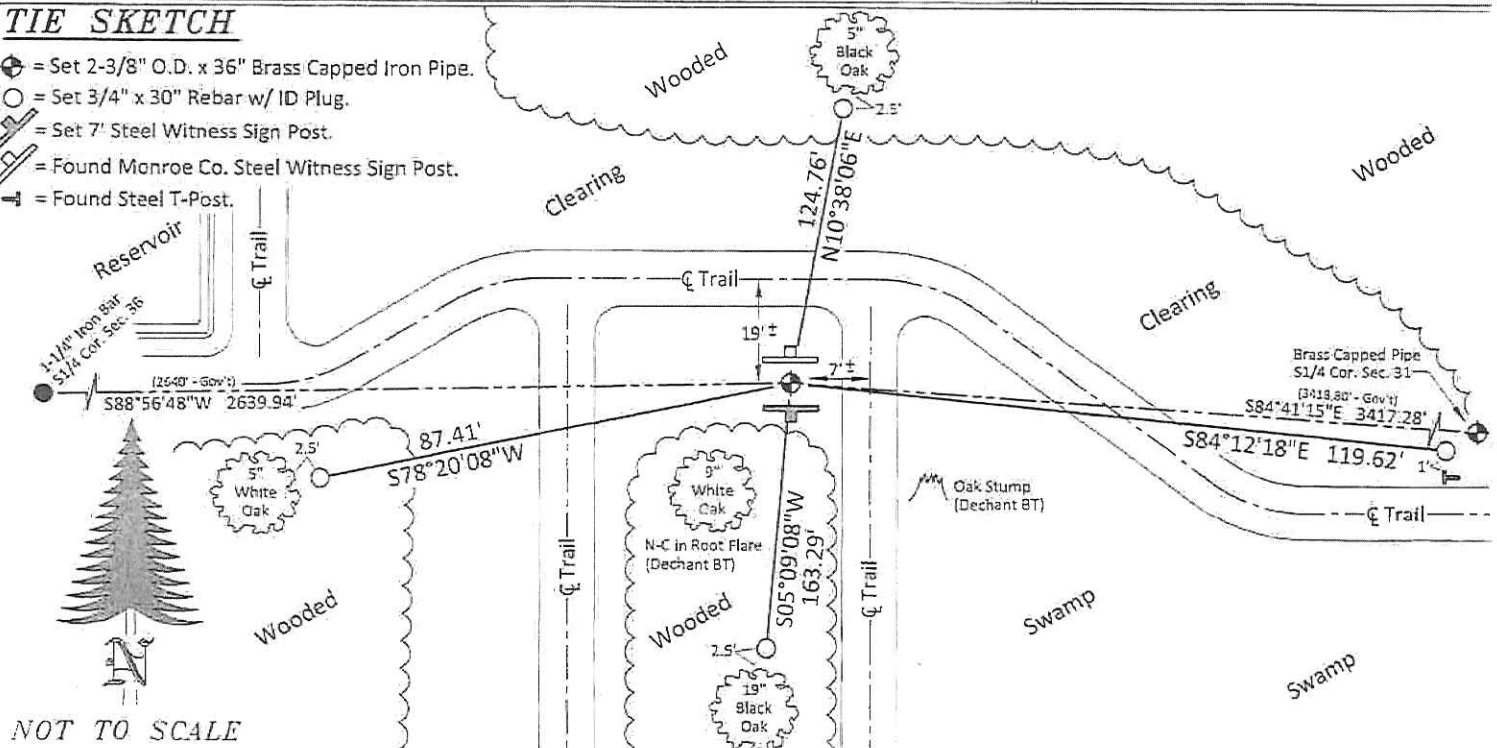 TIE SKETCH
= Set 2-3/8" O.D. x 36" Brass Capped Iron Pipe.
= Set 3/4" x 30" Rebar w/ ID Plug.
= Set 7' Steel Witness Sign Post.
= Found Monroe Co. Steel Witness Sign Post.
= Found Steel T-Post.
Wooded
5"
Black
Oak
2.5'
Wooded
Clearing
124.76'
N10°38'06"E
Reservoir
℄ Trail
℄ Trail
Clearing
1-1/4" Iron Bar
S1/4 Cor. Sec. 36
19'±
7'±
Brass Capped Pipe
S1/4 Cor. Sec. 31
(2640' - Gov't)
S88°56'48"W 2639.94'
(3418.80' - Gov't)
S84°41'15"E 3417.28'
S84°12'18"E 119.62'
1'
87.41'
S78°20'08"W
2.5'
5"
White
Oak
9"
White
Oak
N-C in Root Flare
(Dechant BT)
S05°09'08"W
163.29'
Oak Stump
(Dechant BT)
℄ Trail
℄ Trail
℄ Trail
Wooded
Wooded
Swamp
Swamp
2.5'
19"
Black
Oak
N
NOT TO SCALE